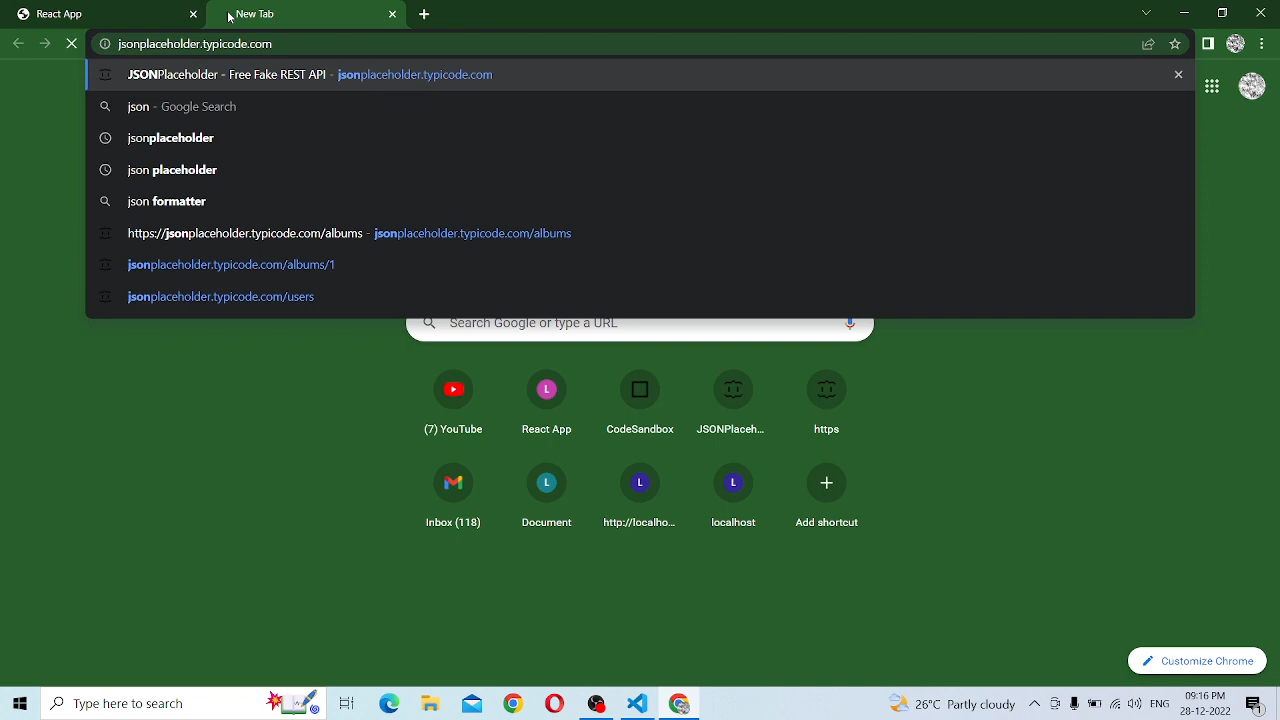 React App
New Tab
jsonplaceholder.typicode.com
JSONPlaceholder - Free Fake REST API - jsonplaceholder.typicode.com
json - Google Search
jsonplaceholder
json placeholder
json formatter
https://jsonplaceholder.typicode.com/albums - jsonplaceholder.typicode.com/albums
jsonplaceholder.typicode.com/albums/1
jsonplaceholder.typicode.com/users
Search Google or type a URL
L
(7) YouTube
React App
CodeSandbox
JSONPlaceh...
https
L
L
L
Inbox (118)
Document
http://localho...
localhost
Add shortcut
Customize Chrome
Type here to search
25°C Partly cloudy
ENG
09:16 PM
28-12-2022
1